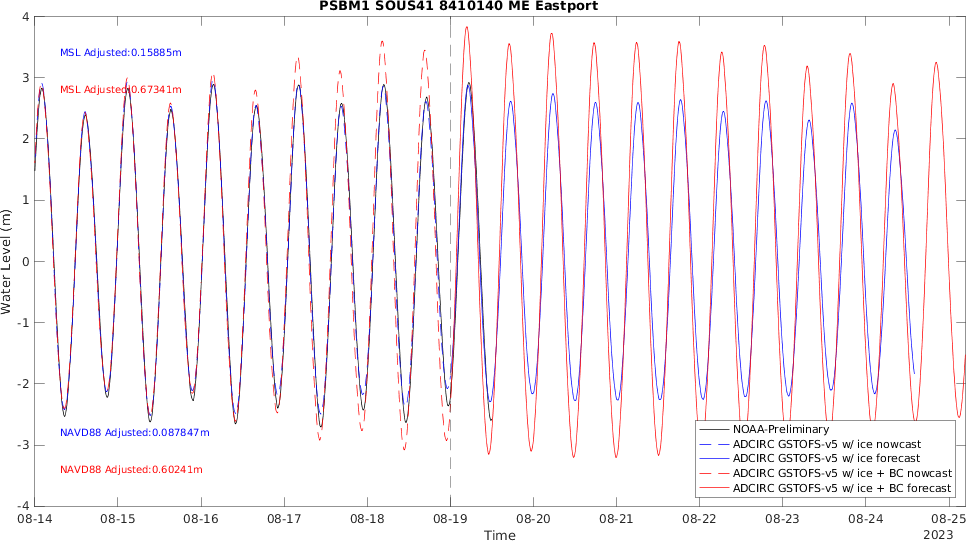 PSBM1 SOUS41 8410140 ME Eastport
4
MSL Adjusted:0.15885m
3
MSL Adjusted:0.67341m
2
1
0
Water Level (m)
-1
-2
NAVD88 Adjusted:0.087847m
-3
NAVD88 Adjusted:0.60241m
-4
NOAA-Preliminary
ADCIRC GSTOFS-v5 w/ ice nowcast
ADCIRC GSTOFS-v5 w/ ice forecast
ADCIRC GSTOFS-v5 w/ ice + BC nowcast
ADCIRC GSTOFS-v5 w/ ice + BC forecast
08-14 08-15 08-16 08-17 08-18 08-19 08-20 08-21 08-22 08-23 08-24 08-25
Time
2023